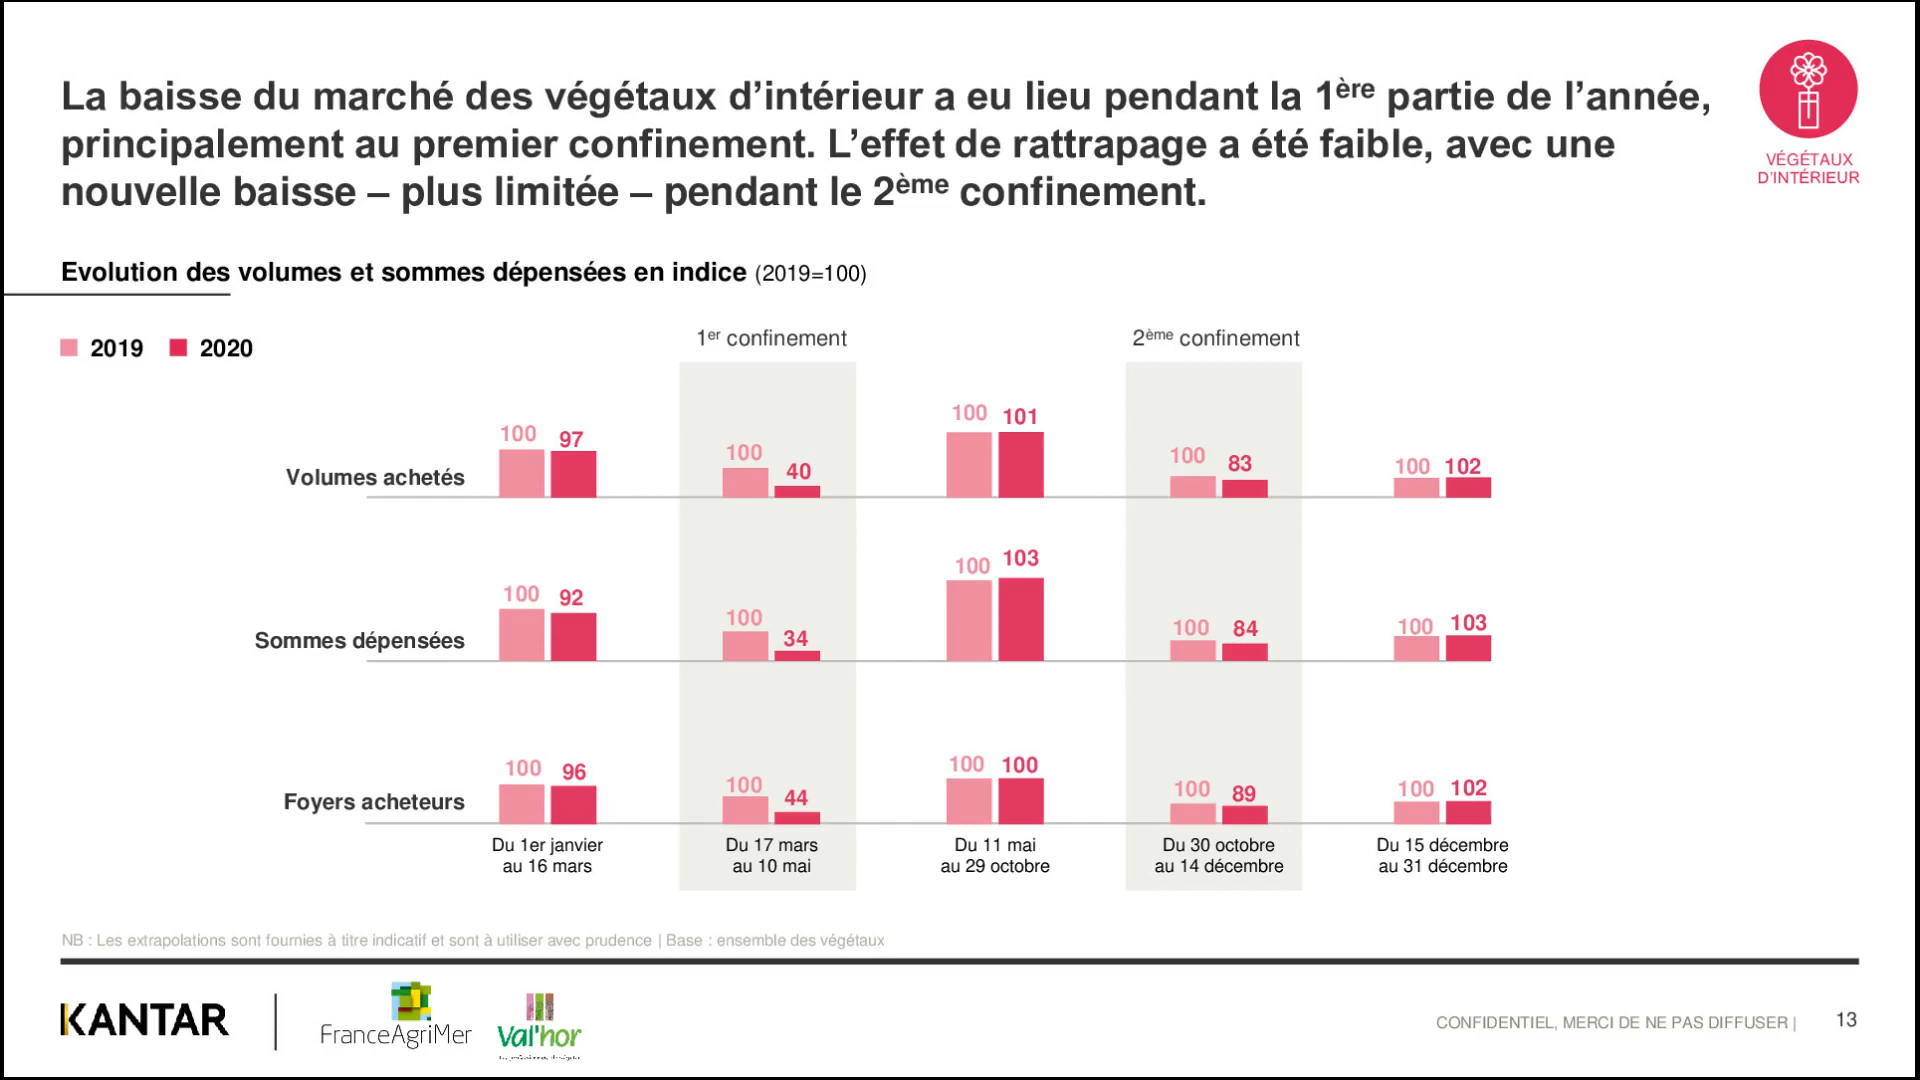 La baisse du marché des végétaux d’intérieur a eu lieu pendant la 1ère partie de l’année,
principalement au premier confinement. L’effet de rattrapage a été faible, avec une
nouvelle baisse – plus limitée – pendant le 2ème confinement.
VÉGÉTAUX
D’INTÉRIEUR
Evolution des volumes et sommes dépensées en indice (2019=100)
2019 2020
1er confinement
2ème confinement
Volumes achetés
100 97
100 40
100 101
100 83
100 102
Sommes dépensées
100 92
100 34
100 103
100 84
100 103
Foyers acheteurs
100 96
100 44
100 100
100 89
100 102
Du 1er janvier
au 16 mars
Du 17 mars
au 10 mai
Du 11 mai
au 29 octobre
Du 30 octobre
au 14 décembre
Du 15 décembre
au 31 décembre
NB : Les extrapolations sont fournies à titre indicatif et sont à utiliser avec prudence | Base : ensemble des végétaux
KANTAR
FranceAgriMer
Val'hor
CONFIDENTIEL, MERCI DE NE PAS DIFFUSER |
13